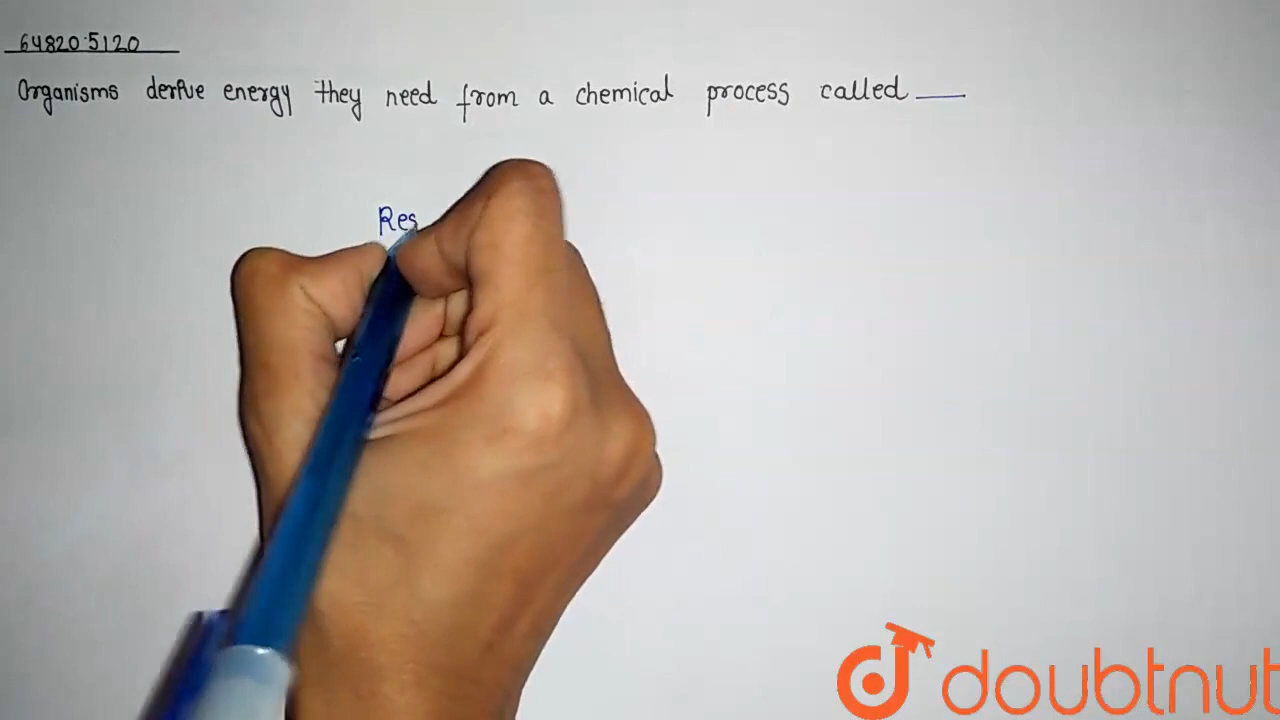 64820.5120
Organisms derive energy they need from a chemical process called ___
Res
doubtnut